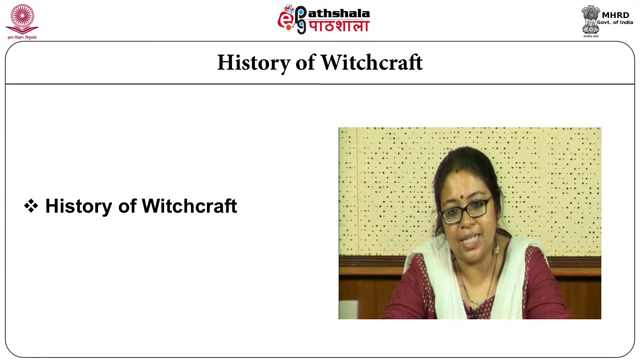 ePathshala
पाठशाला
MHRD
Govt. of India
History of Witchcraft
❖ History of Witchcraft